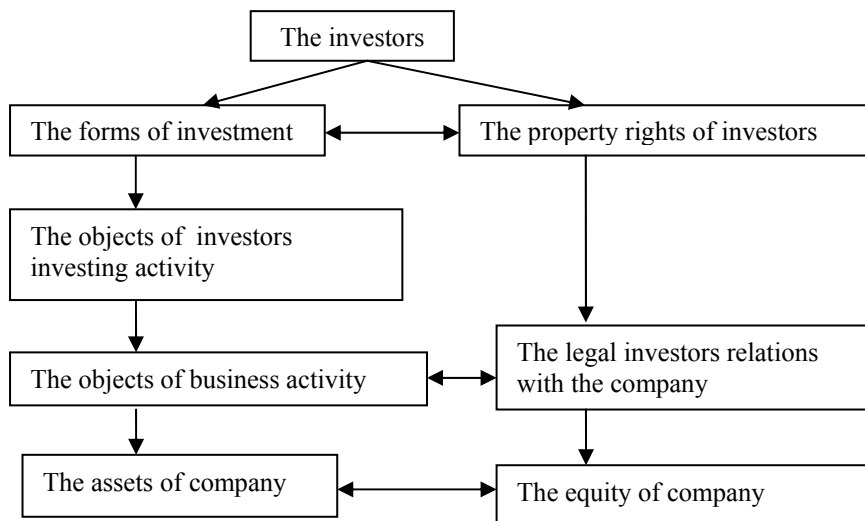 The investors
The forms of investment
The property rights of investors
The objects of investors
investing activity
The objects of business activity
The legal investors relations
with the company
The assets of company
The equity of company